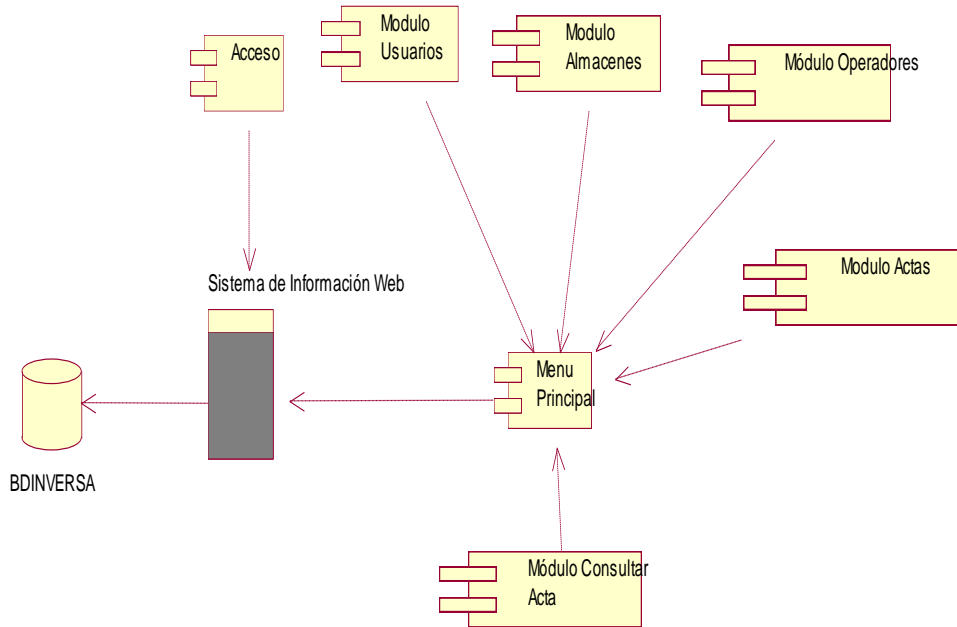 Acceso
Modulo
Usuarios
Modulo
Almacenes
Módulo Operadores
Modulo Actas
Sistema de Información Web
Menu
Principal
BDINVERSA
Módulo Consultar
Acta